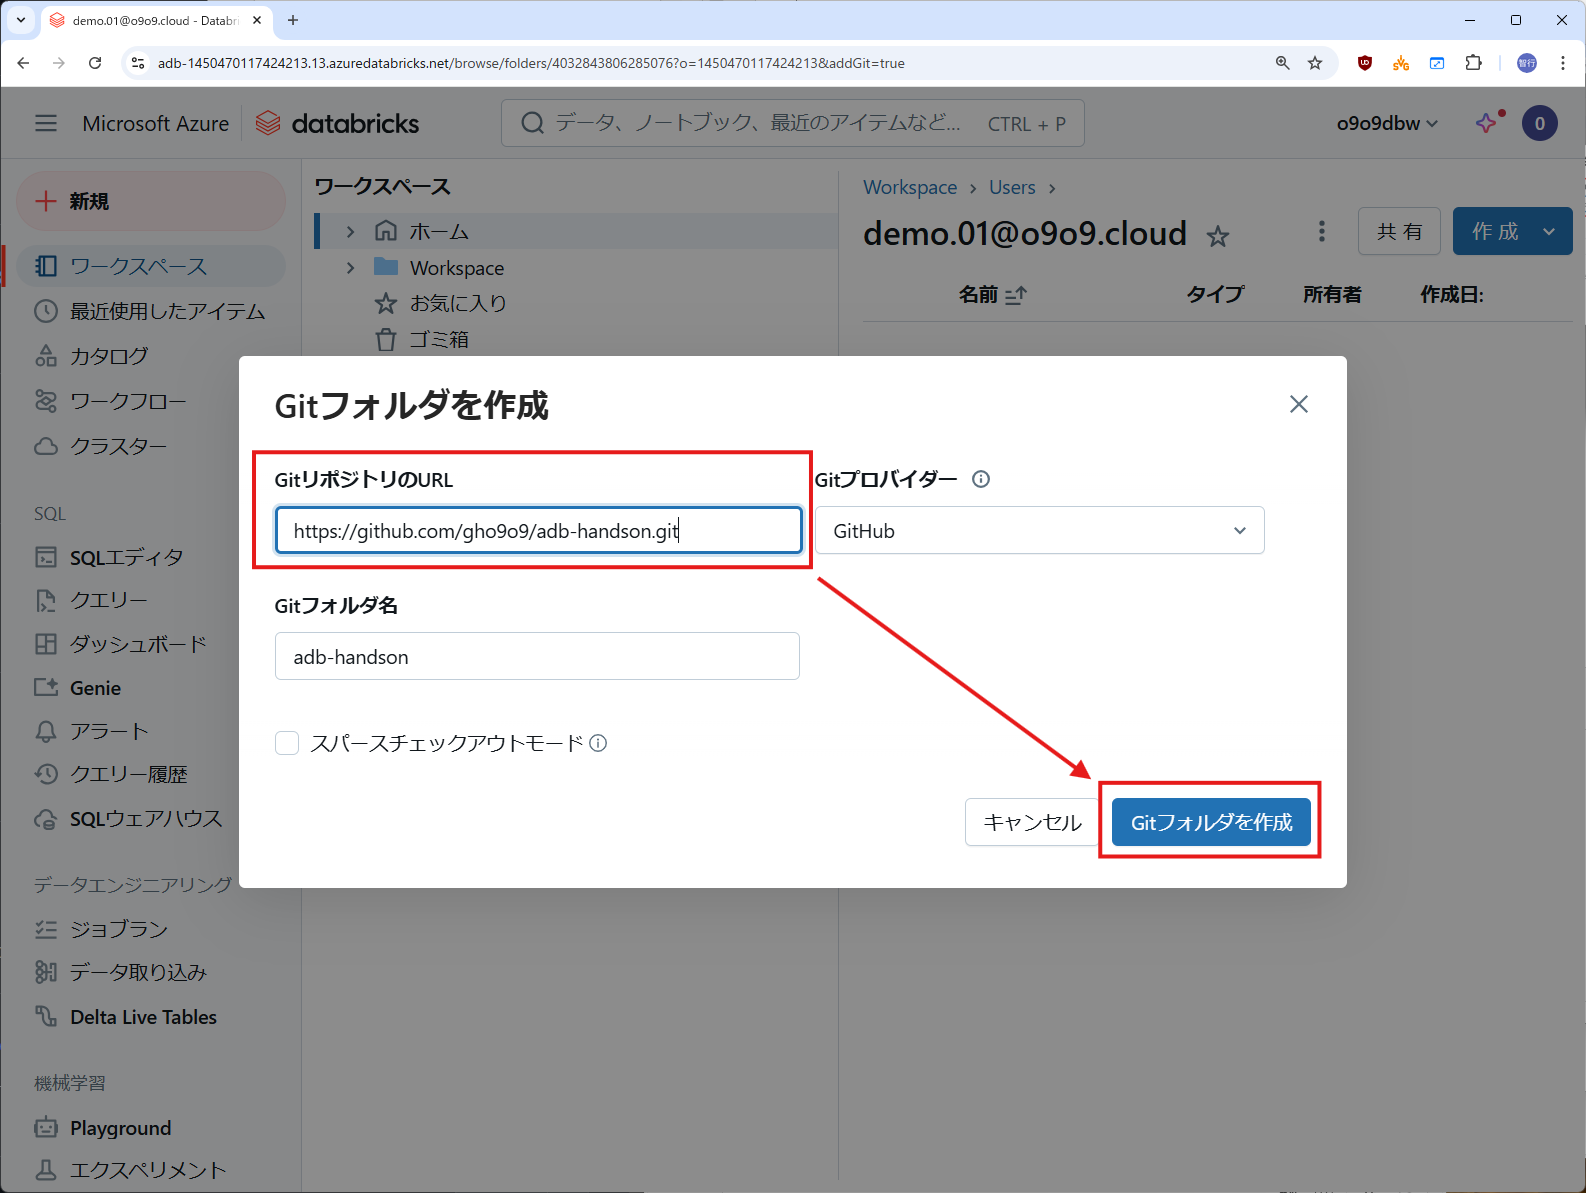 demo.01@o9o9.cloud - Databri
adb-1450470117424213.13.azuredatabricks.net/browse/folders/4032843806285076?o=1450470117424213&addGit=true
智行
Microsoft Azure
databricks
データ、ノートブック、最近のアイテムなど...
CTRL + P
o9o9dbw
0
新規
ワークスペース
最近使用したアイテム
カタログ
ワークフロー
クラスター
SQL
SQLエディタ
クエリー
ダッシュボード
Genie
アラート
クエリー履歴
SQLウェアハウス
データエンジニアリング
ジョブラン
データ取り込み
Delta Live Tables
機械学習
Playground
エクスペリメント
ワークスペース
ホーム
Workspace
お気に入り
ゴミ箱
Workspace › Users ›
demo.01@o9o9.cloud
共 有
作 成
名前
タイプ
所有者
作成日:
Gitフォルダを作成
GitリポジトリのURL
https://github.com/gho9o9/adb-handson.git
Gitプロバイダー
GitHub
Gitフォルダ名
adb-handson
スパースチェックアウトモード
キャンセル
Gitフォルダを作成